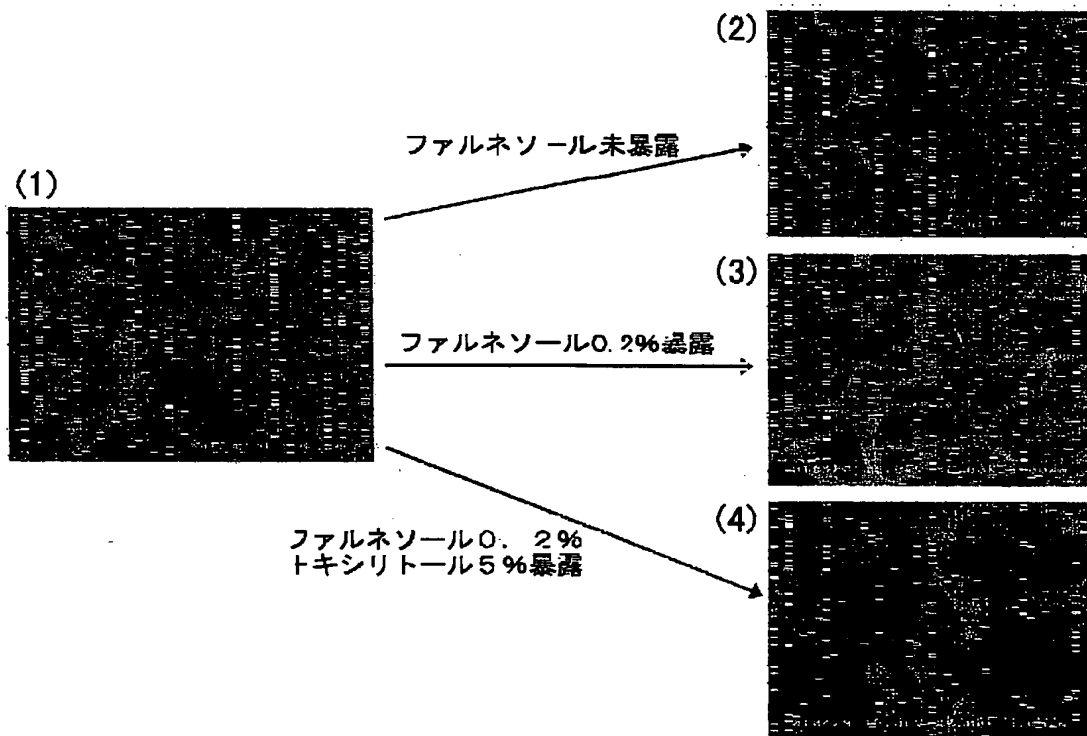 (1)
(2)
ファルネソール未暴露
(3)
ファルネソール0.2%暴露
(4)
ファルネソール0. 2%
トキシリトール5%暴露